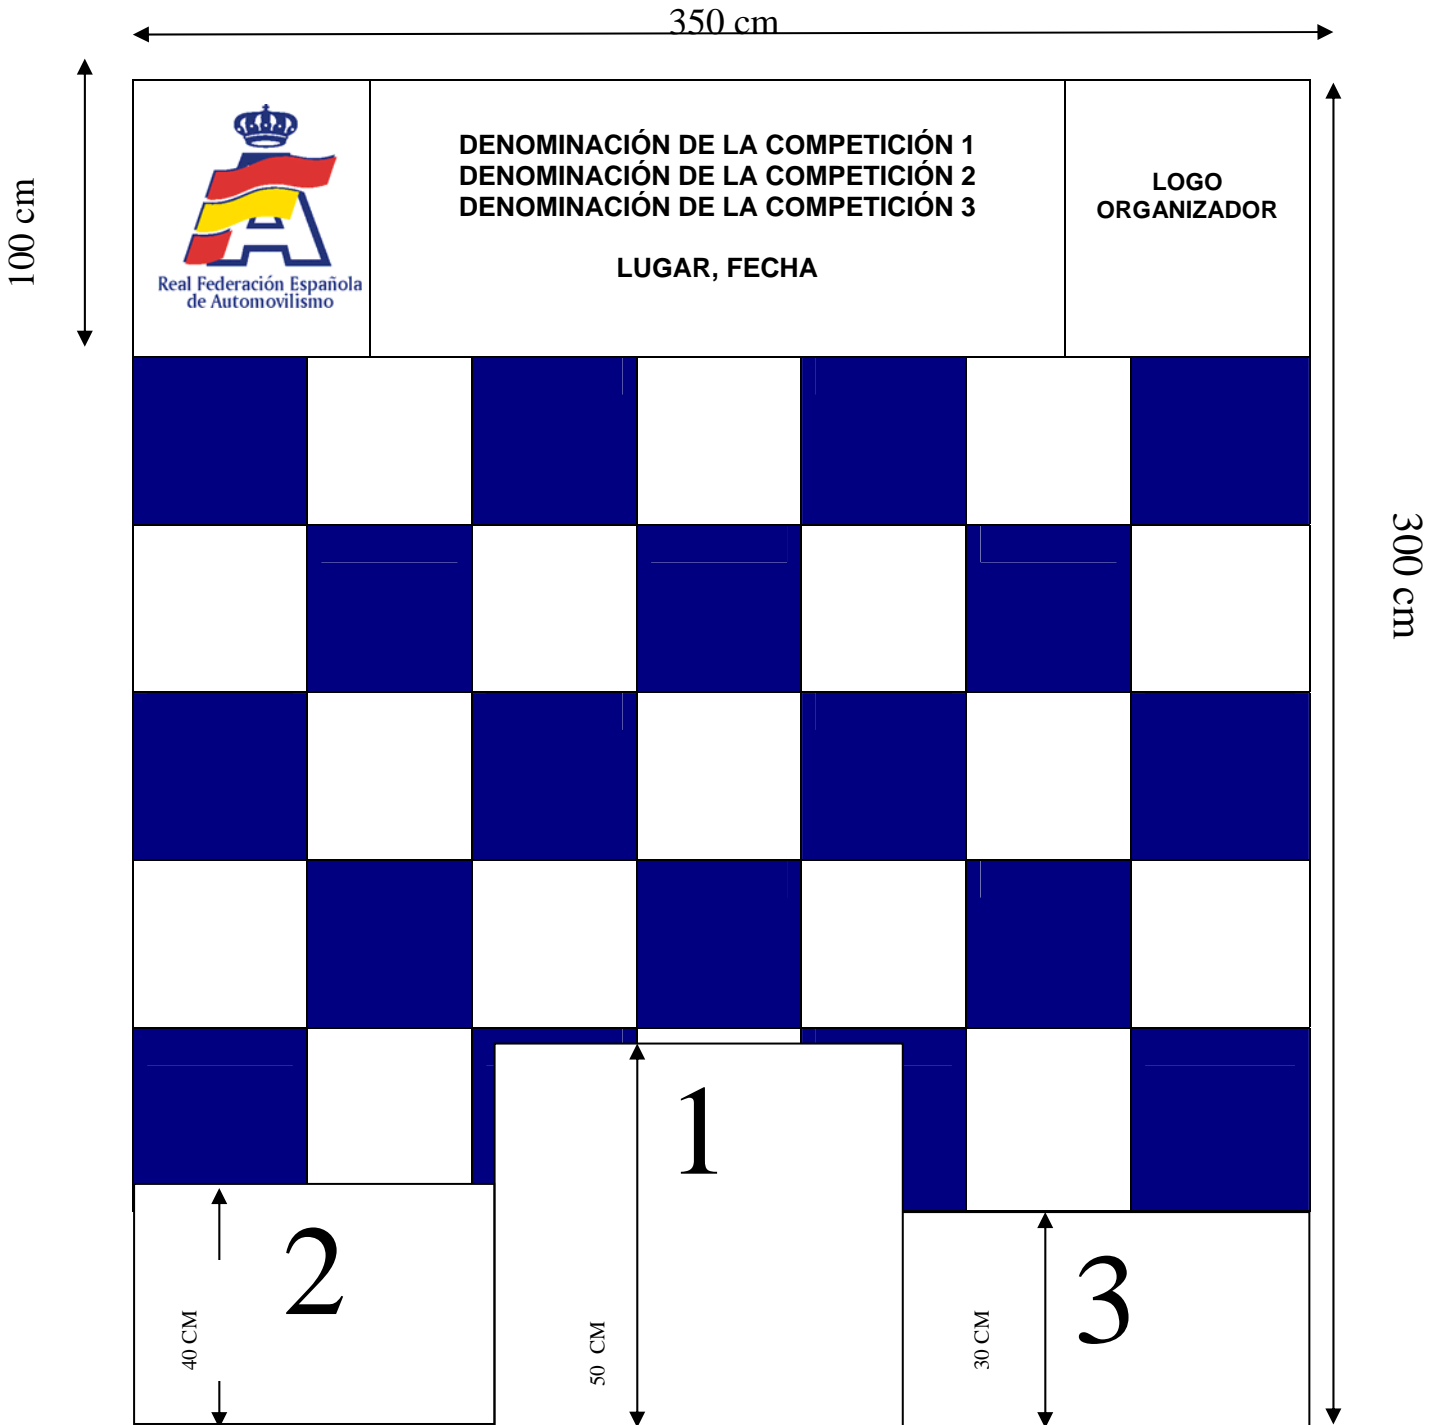 350 cm
100 cm
Real Federación Española
de Automovilismo
DENOMINACIÓN DE LA COMPETICIÓN 1
DENOMINACIÓN DE LA COMPETICIÓN 2
DENOMINACIÓN DE LA COMPETICIÓN 3
LUGAR, FECHA
LOGO
ORGANIZADOR
300 cm
1
2
3
40 CM
50 CM
30 CM